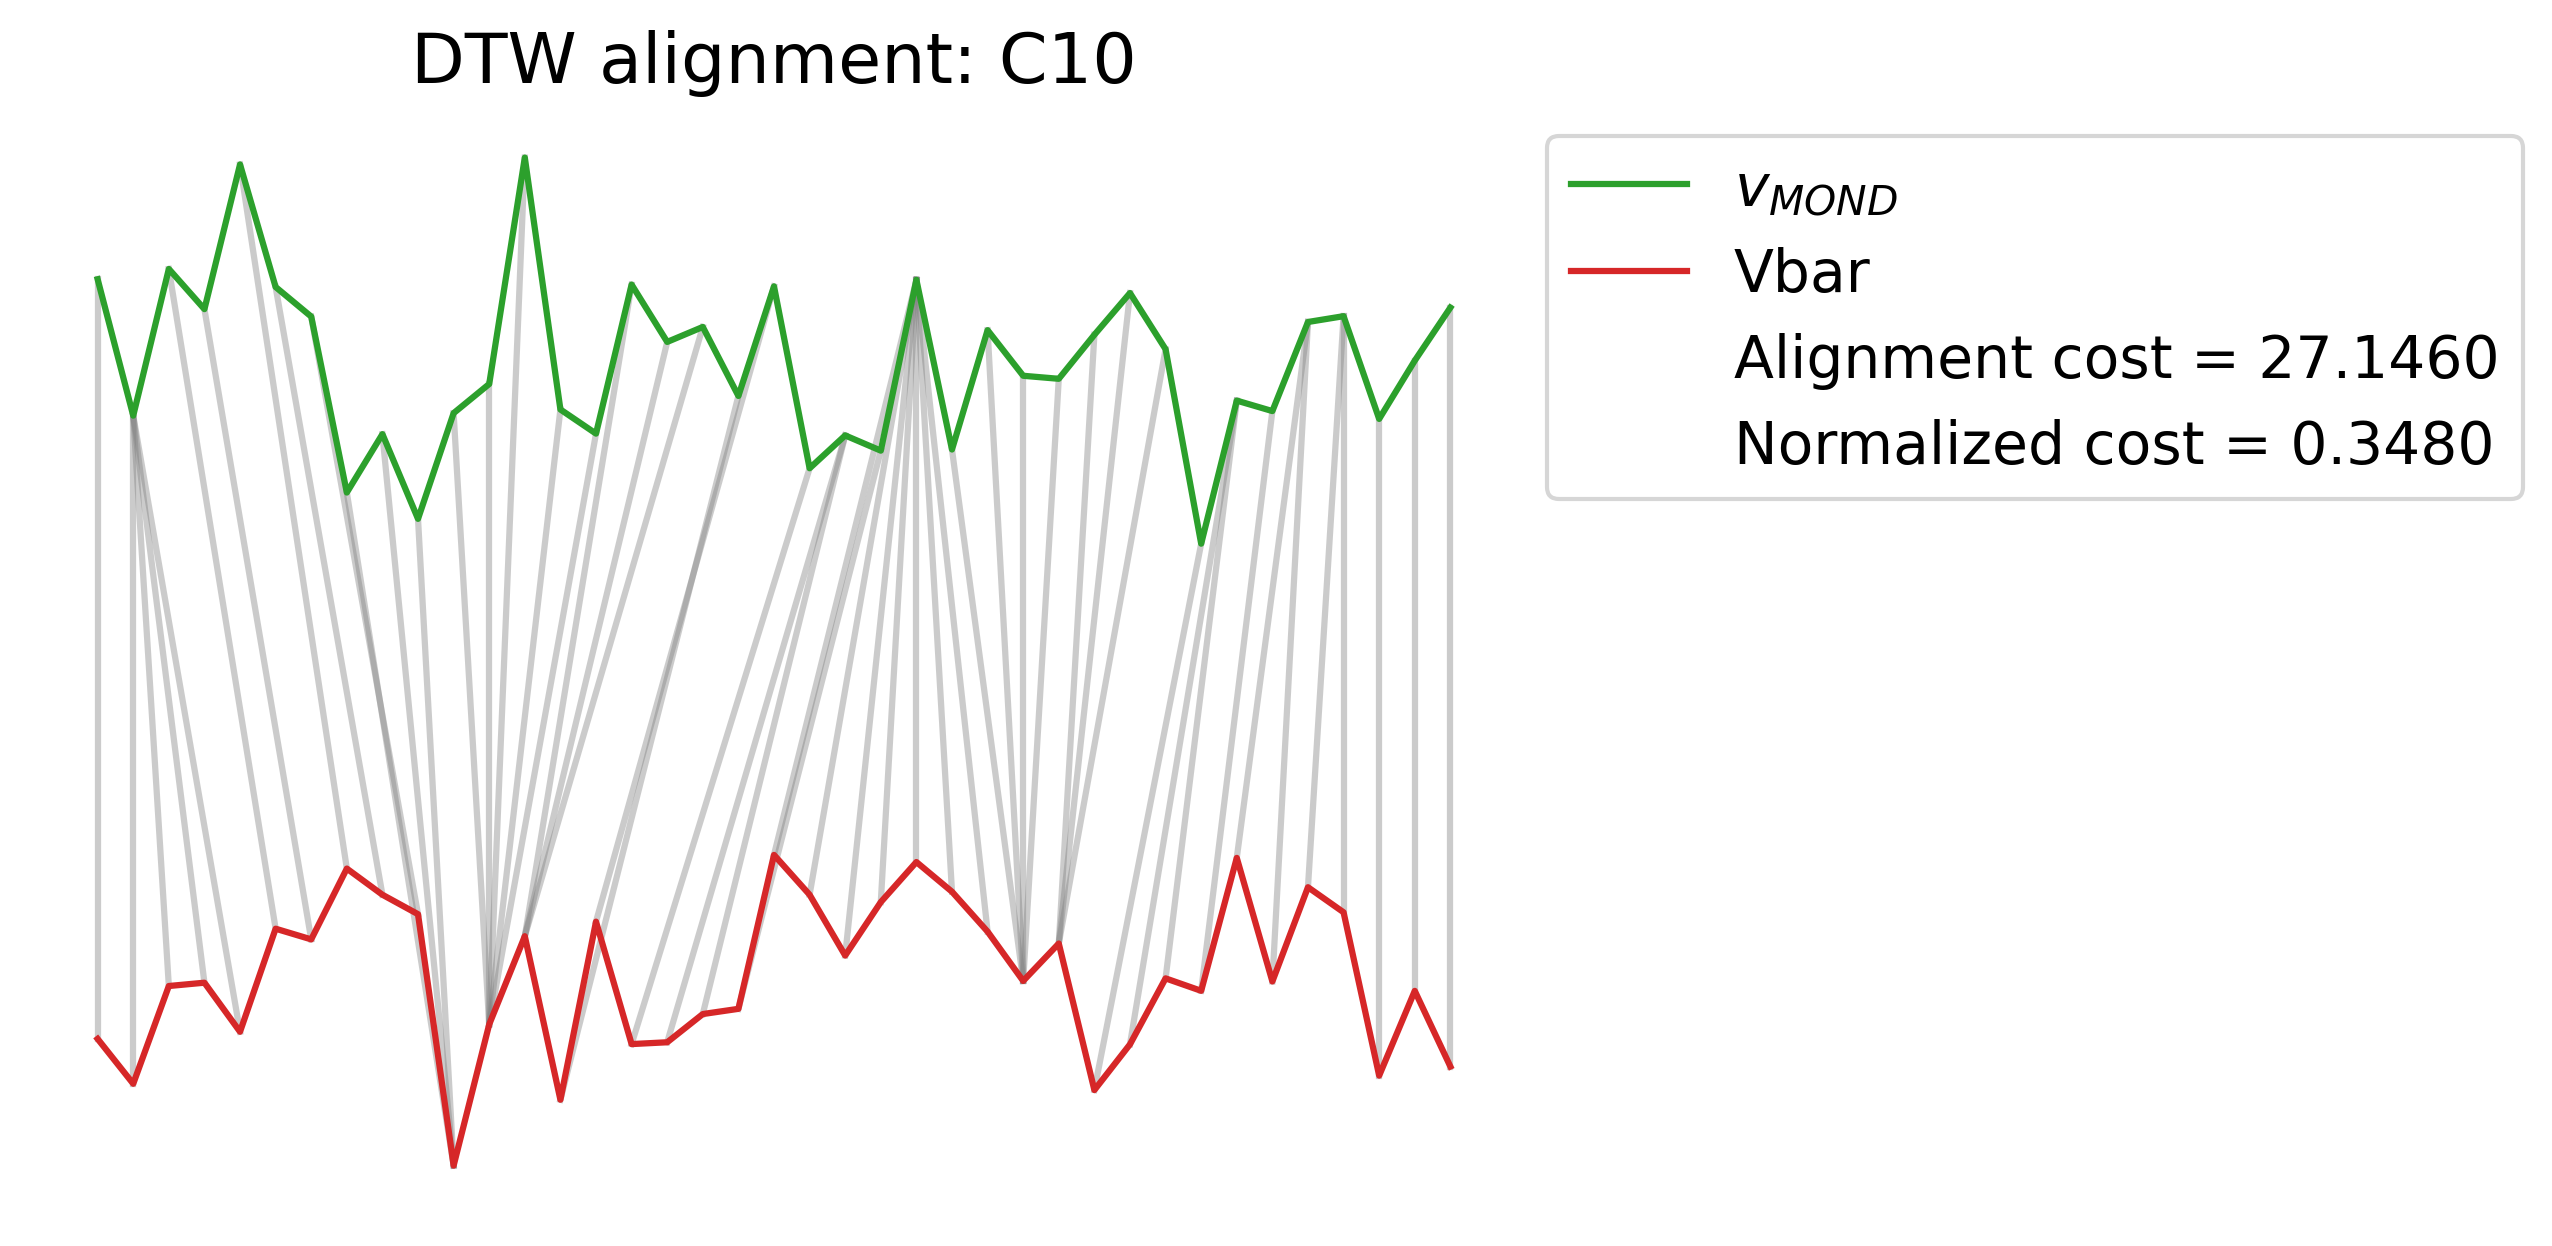 DTW alignment: C10
v_MOND
Vbar
Alignment cost = 27.1460
Normalized cost = 0.3480